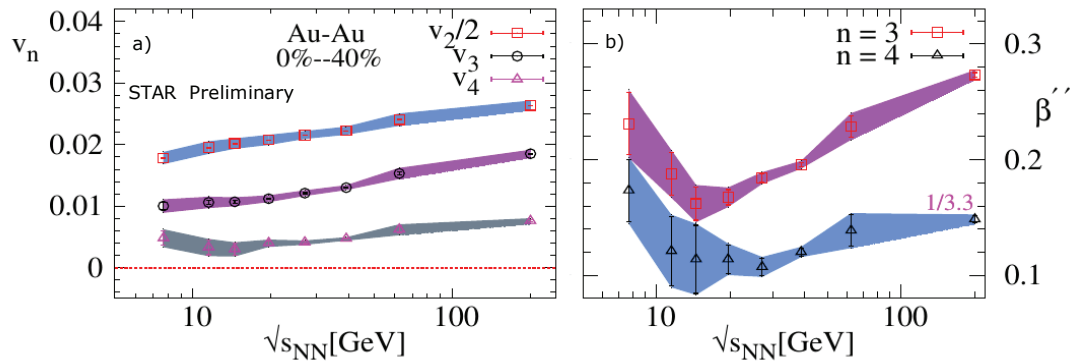 0.04
0.03
0.02
0.01
0
v_n
a)
Au-Au
0%--40%
STAR Preliminary
v_2/2
v_3
v_4
10
100
√s_NN[GeV]
b)
n = 3
n = 4
1/3.3
0.3
0.2
0.1
β′′
10
100
√s_NN[GeV]